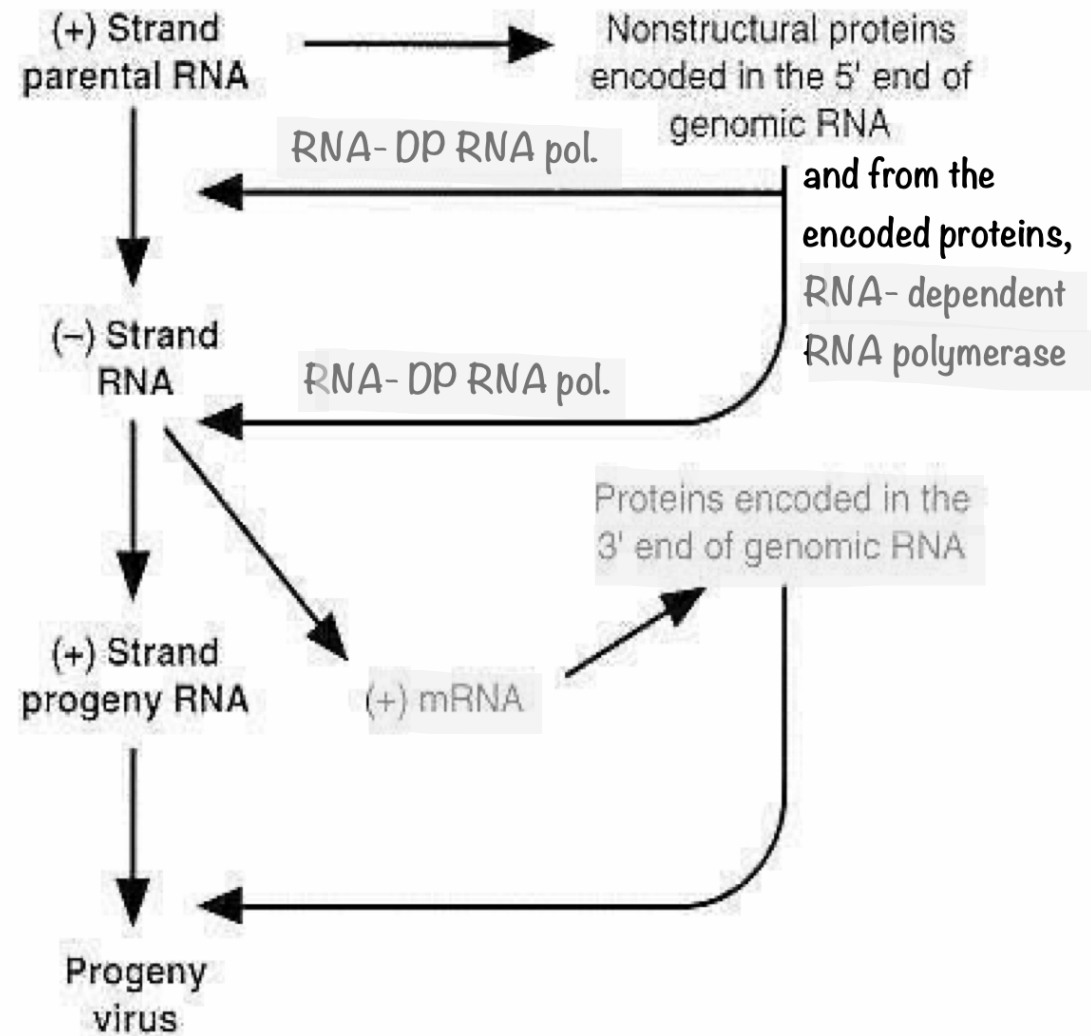 (+) Strand
parental RNA
Nonstructural proteins
encoded in the 5' end of
genomic RNA
RNA- DP RNA pol.
and from the
encoded proteins,
RNA- dependent
RNA polymerase
(–) Strand
RNA
RNA- DP RNA pol.
Proteins encoded in the
3' end of genomic RNA
(+) Strand
progeny RNA
(+) mRNA
Progeny
virus